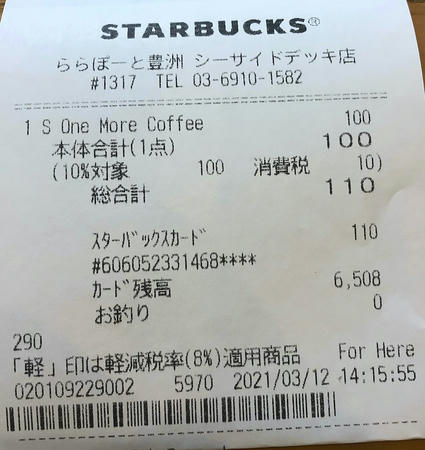 STARBUCKS®
ららぽーと豊洲 シーサイドデッキ店
#1317 TEL 03-6910-1582
1 S One More Coffee 100
本体合計(1点) 100
(10%対象 100 消費税 10)
総合計 110
ｽﾀｰﾊﾞｯｸｽｶｰﾄﾞ 110
#606052331468****
ｶｰﾄﾞ残高 6,508
お釣り 0
290
「軽」印は軽減税率(8%)適用商品 For Here
020109229002 5970 2021/03/12 14:15:55